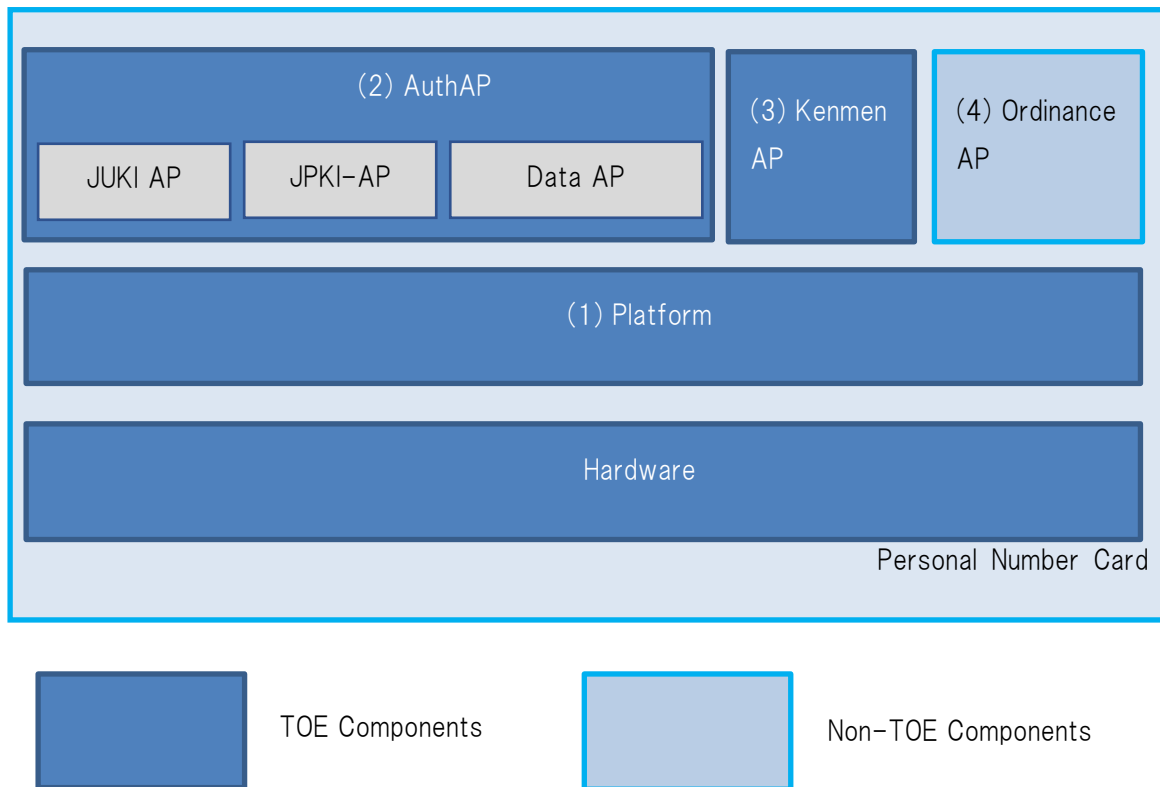 (2) AuthAP
JUKI AP
JPKI-AP
Data AP
(3) Kenmen
AP
(4) Ordinance
AP
(1) Platform
Hardware
Personal Number Card
TOE Components
Non-TOE Components